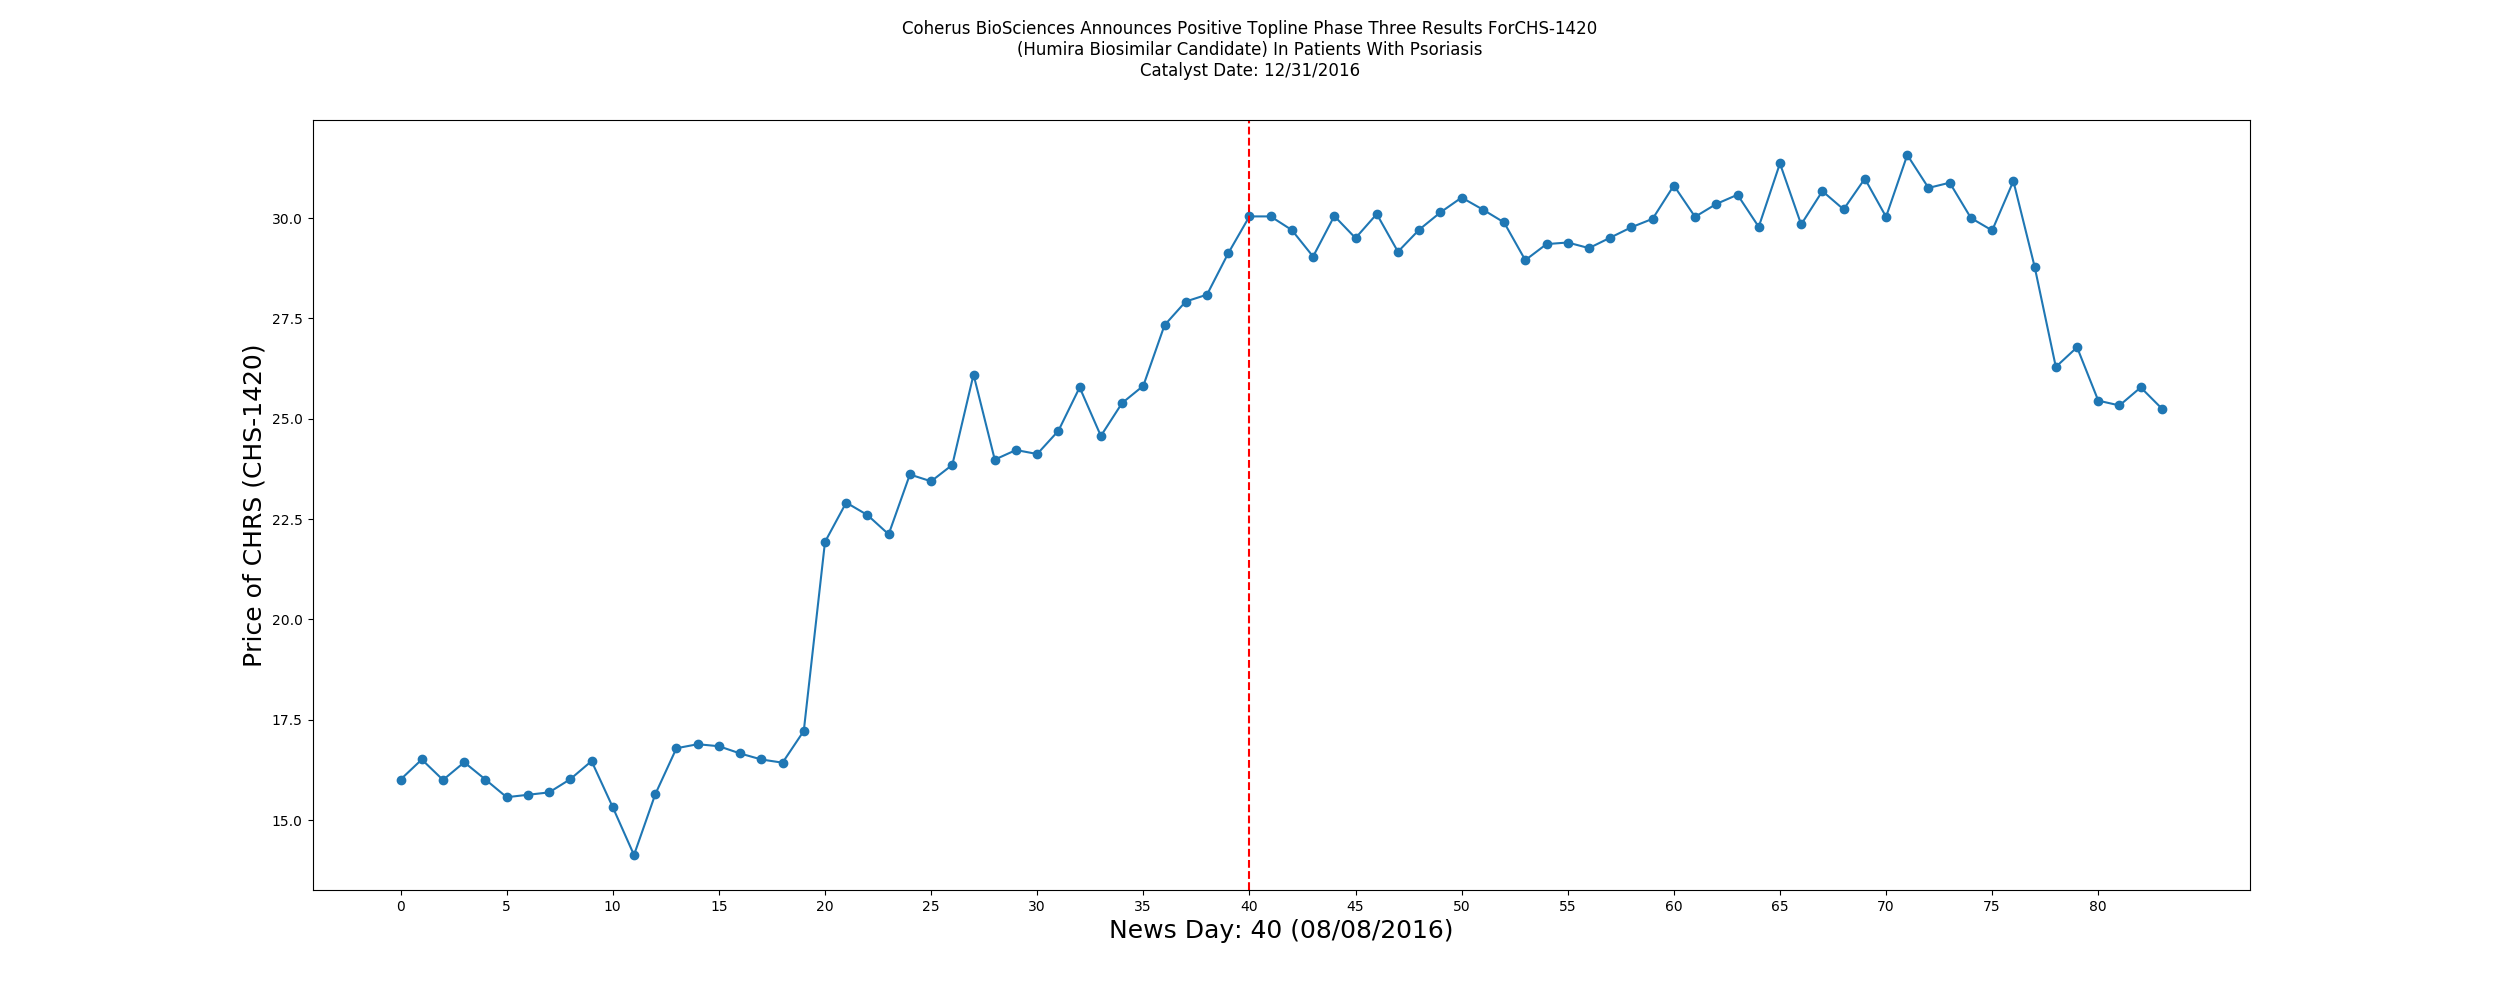 Coherus BioSciences Announces Positive Topline Phase Three Results ForCHS-1420
(Humira Biosimilar Candidate) In Patients With Psoriasis
Catalyst Date: 12/31/2016
Price of CHRS (CHS-1420)
30.0
27.5
25.0
22.5
20.0
17.5
15.0
0 5 10 15 20 25 30 35 40 45 50 55 60 65 70 75 80
News Day: 40 (08/08/2016)